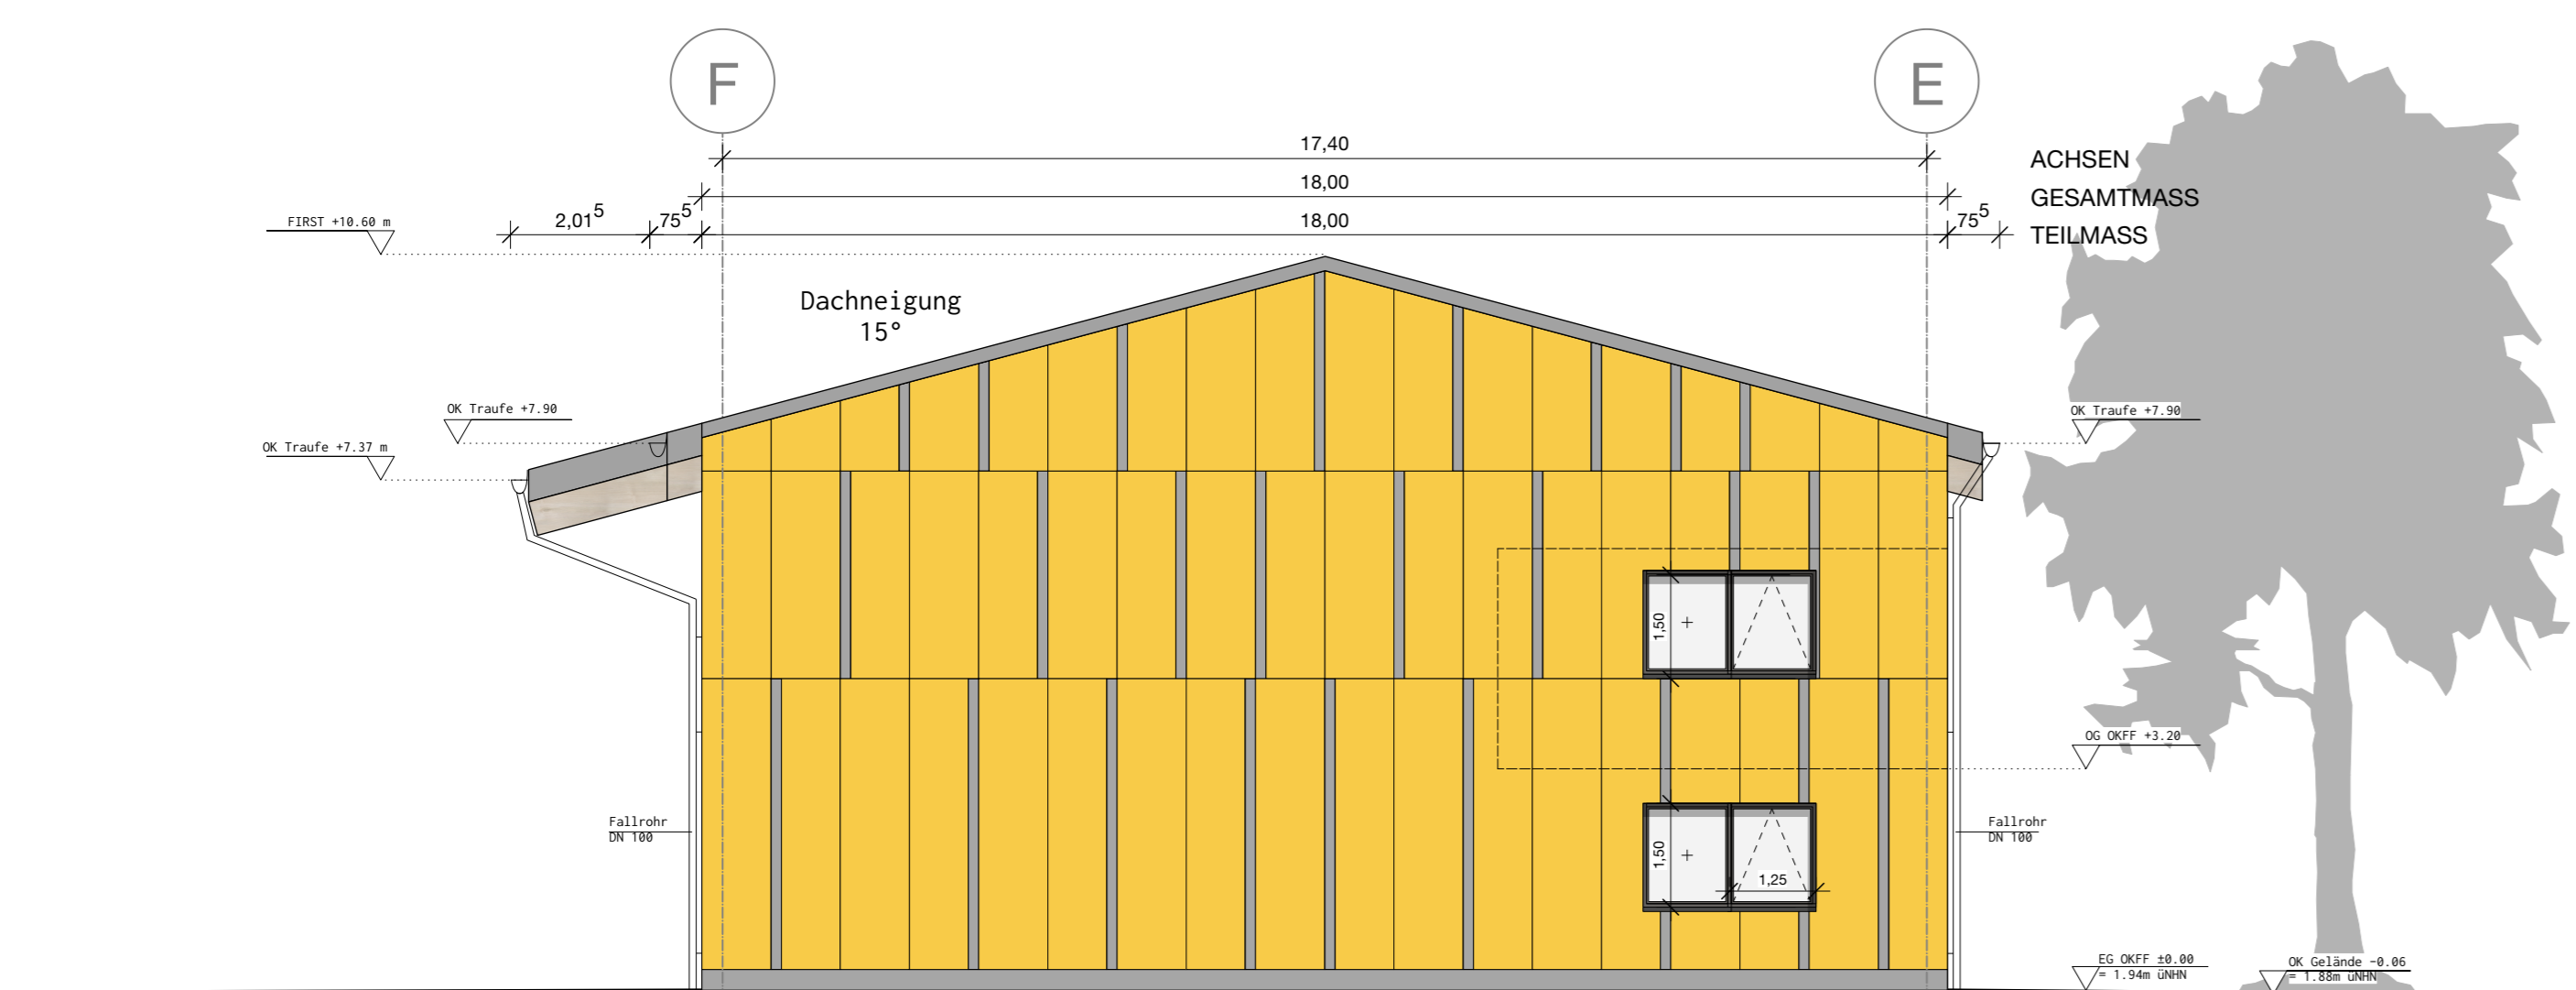 F
E
17,40
ACHSEN
18,00
GESAMTMASS
2,01⁵
75⁵
18,00
75⁵
TEILMASS
FIRST +10.60 m
Dachneigung
15°
OK Traufe +7.90
OK Traufe +7.90
OK Traufe +7.37 m
1,50
OG OKFF +3.20
Fallrohr
DN 100
Fallrohr
DN 100
1,50
1,25
EG OKFF ±0.00
= 1.94m üNHN
OK Gelände -0.06
= 1.88m üNHN